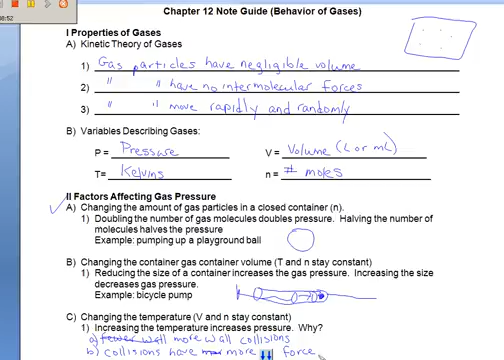 08:52
Chapter 12 Note Guide (Behavior of Gases)
I Properties of Gases
A) Kinetic Theory of Gases
1) Gas particles have negligible volume
2) " " have no intermolecular forces
3) " " move rapidly and randomly
B) Variables Describing Gases:
P= Pressure V= Volume (L or mL)
T= Kelvins n= # moles
II Factors Affecting Gas Pressure
A) Changing the amount of gas particles in a closed container (n).
1) Doubling the number of gas molecules doubles pressure. Halving the number of
molecules halves the pressure
Example: pumping up a playground ball
B) Changing the container gas container volume (T and n stay constant)
1) Reducing the size of a container increases the gas pressure. Increasing the size
decreases gas pressure.
Example: bicycle pump
C) Changing the temperature (V and n stay constant)
1) Increasing the temperature increases pressure. Why?
a) fewer wall more wall collisions
b) collisions have more force